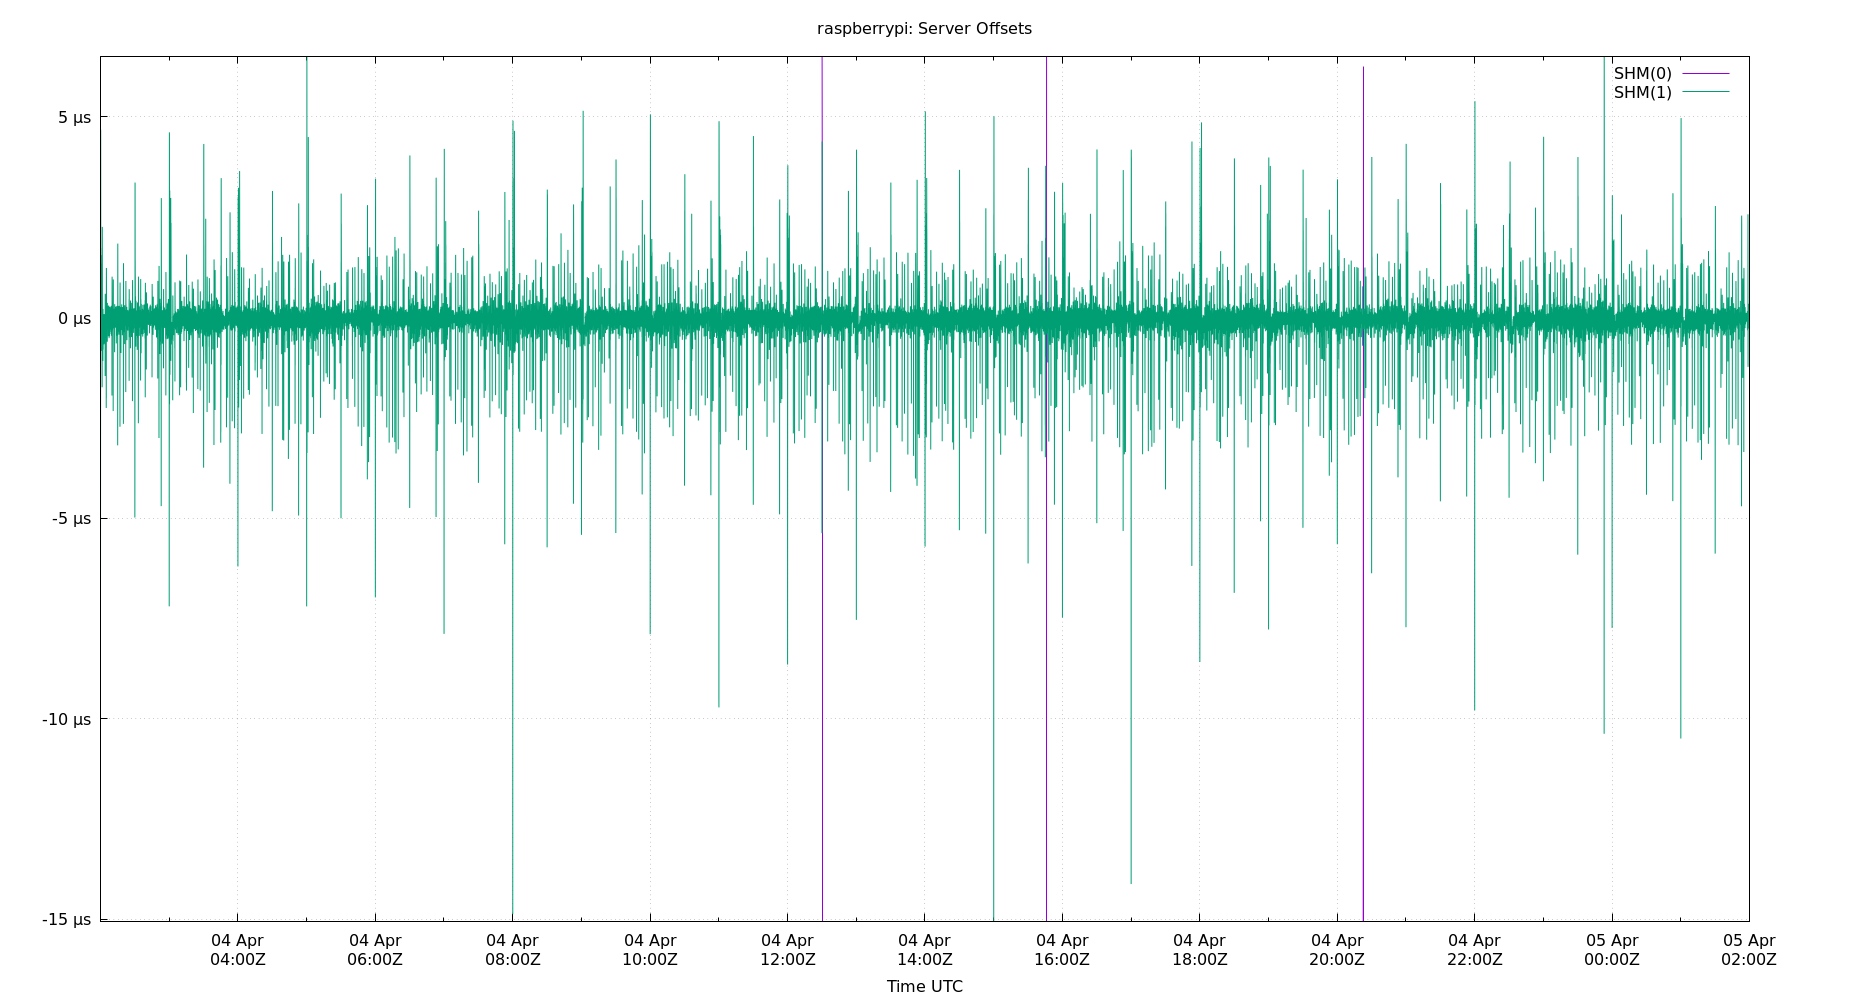 raspberrypi: Server Offsets
SHM(0)
SHM(1)
5 µs
0 µs
-5 µs
-10 µs
-15 µs
04 Apr 04 Apr 04 Apr 04 Apr 04 Apr 04 Apr 04 Apr 04 Apr 04 Apr 04 Apr 05 Apr 05 Apr
04:00Z 06:00Z 08:00Z 10:00Z 12:00Z 14:00Z 16:00Z 18:00Z 20:00Z 22:00Z 00:00Z 02:00Z
Time UTC